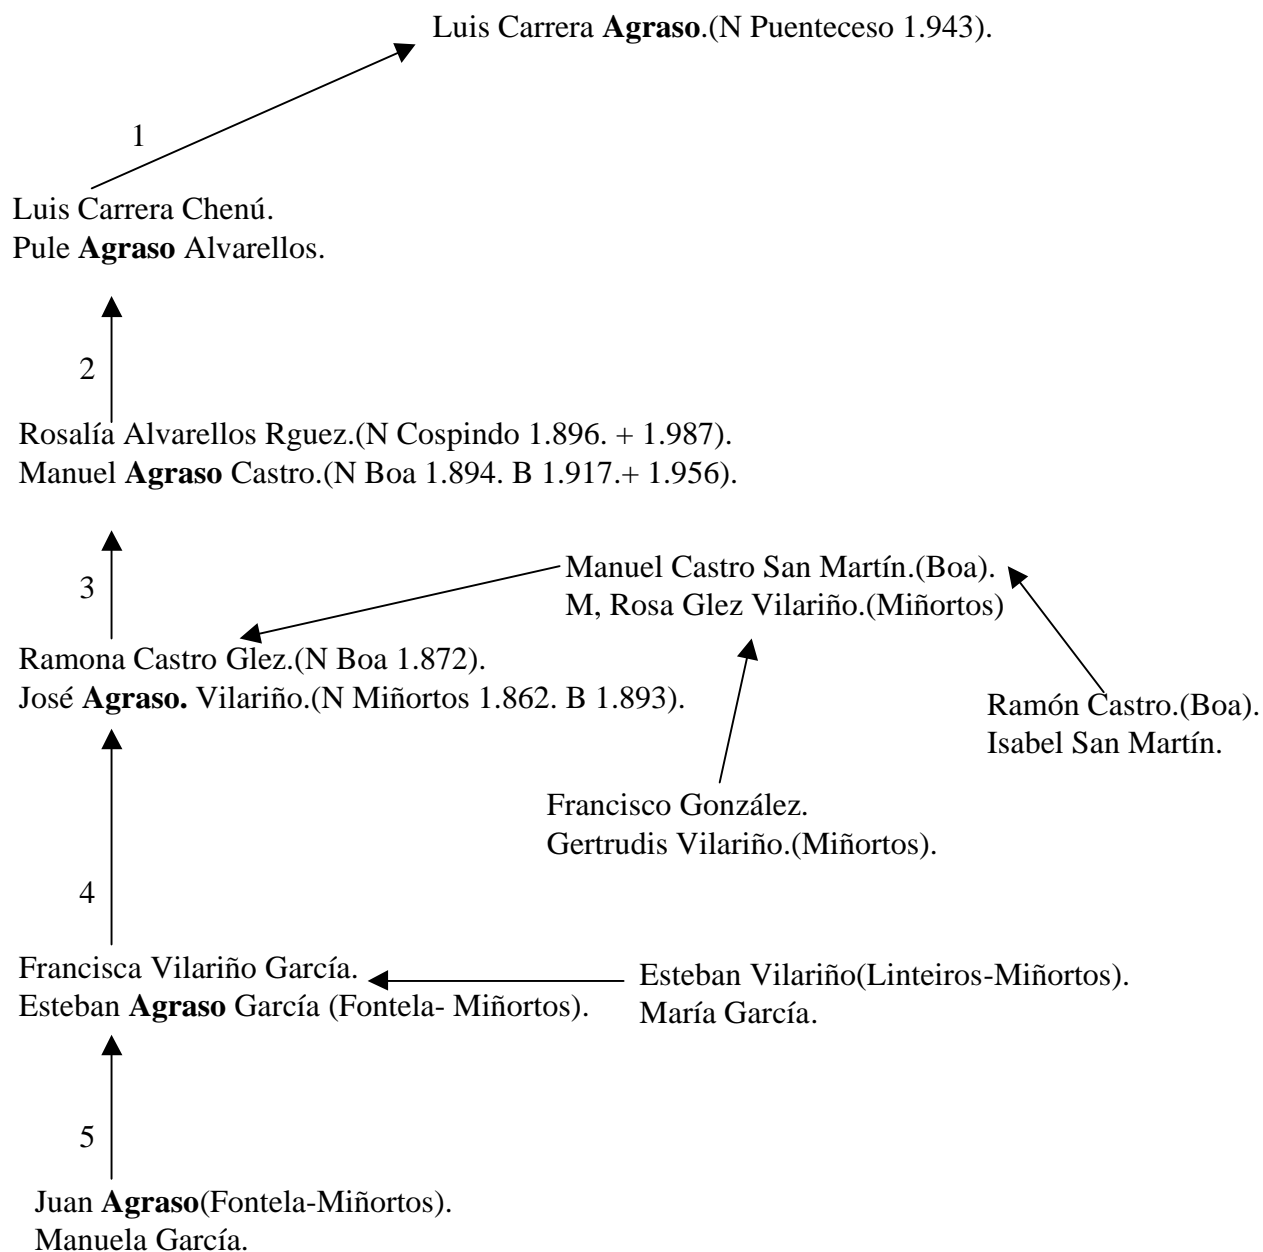 Luis Carrera Agraso.(N Puenteceso 1.943).
1
Luis Carrera Chenú.
Pule Agraso Alvarellos.
2
Rosalía Alvarellos Rguez.(N Cospindo 1.896. + 1.987).
Manuel Agraso Castro.(N Boa 1.894. B 1.917.+ 1.956).
3
Manuel Castro San Martín.(Boa).
M, Rosa Glez Vilariño.(Miñortos)
Ramona Castro Glez.(N Boa 1.872).
José Agraso. Vilariño.(N Miñortos 1.862. B 1.893).
Ramón Castro.(Boa).
Isabel San Martín.
Francisco González.
Gertrudis Vilariño.(Miñortos).
4
Francisca Vilariño García.
Esteban Agraso García (Fontela- Miñortos).
Esteban Vilariño(Linteiros-Miñortos).
María García.
5
Juan Agraso(Fontela-Miñortos).
Manuela García.